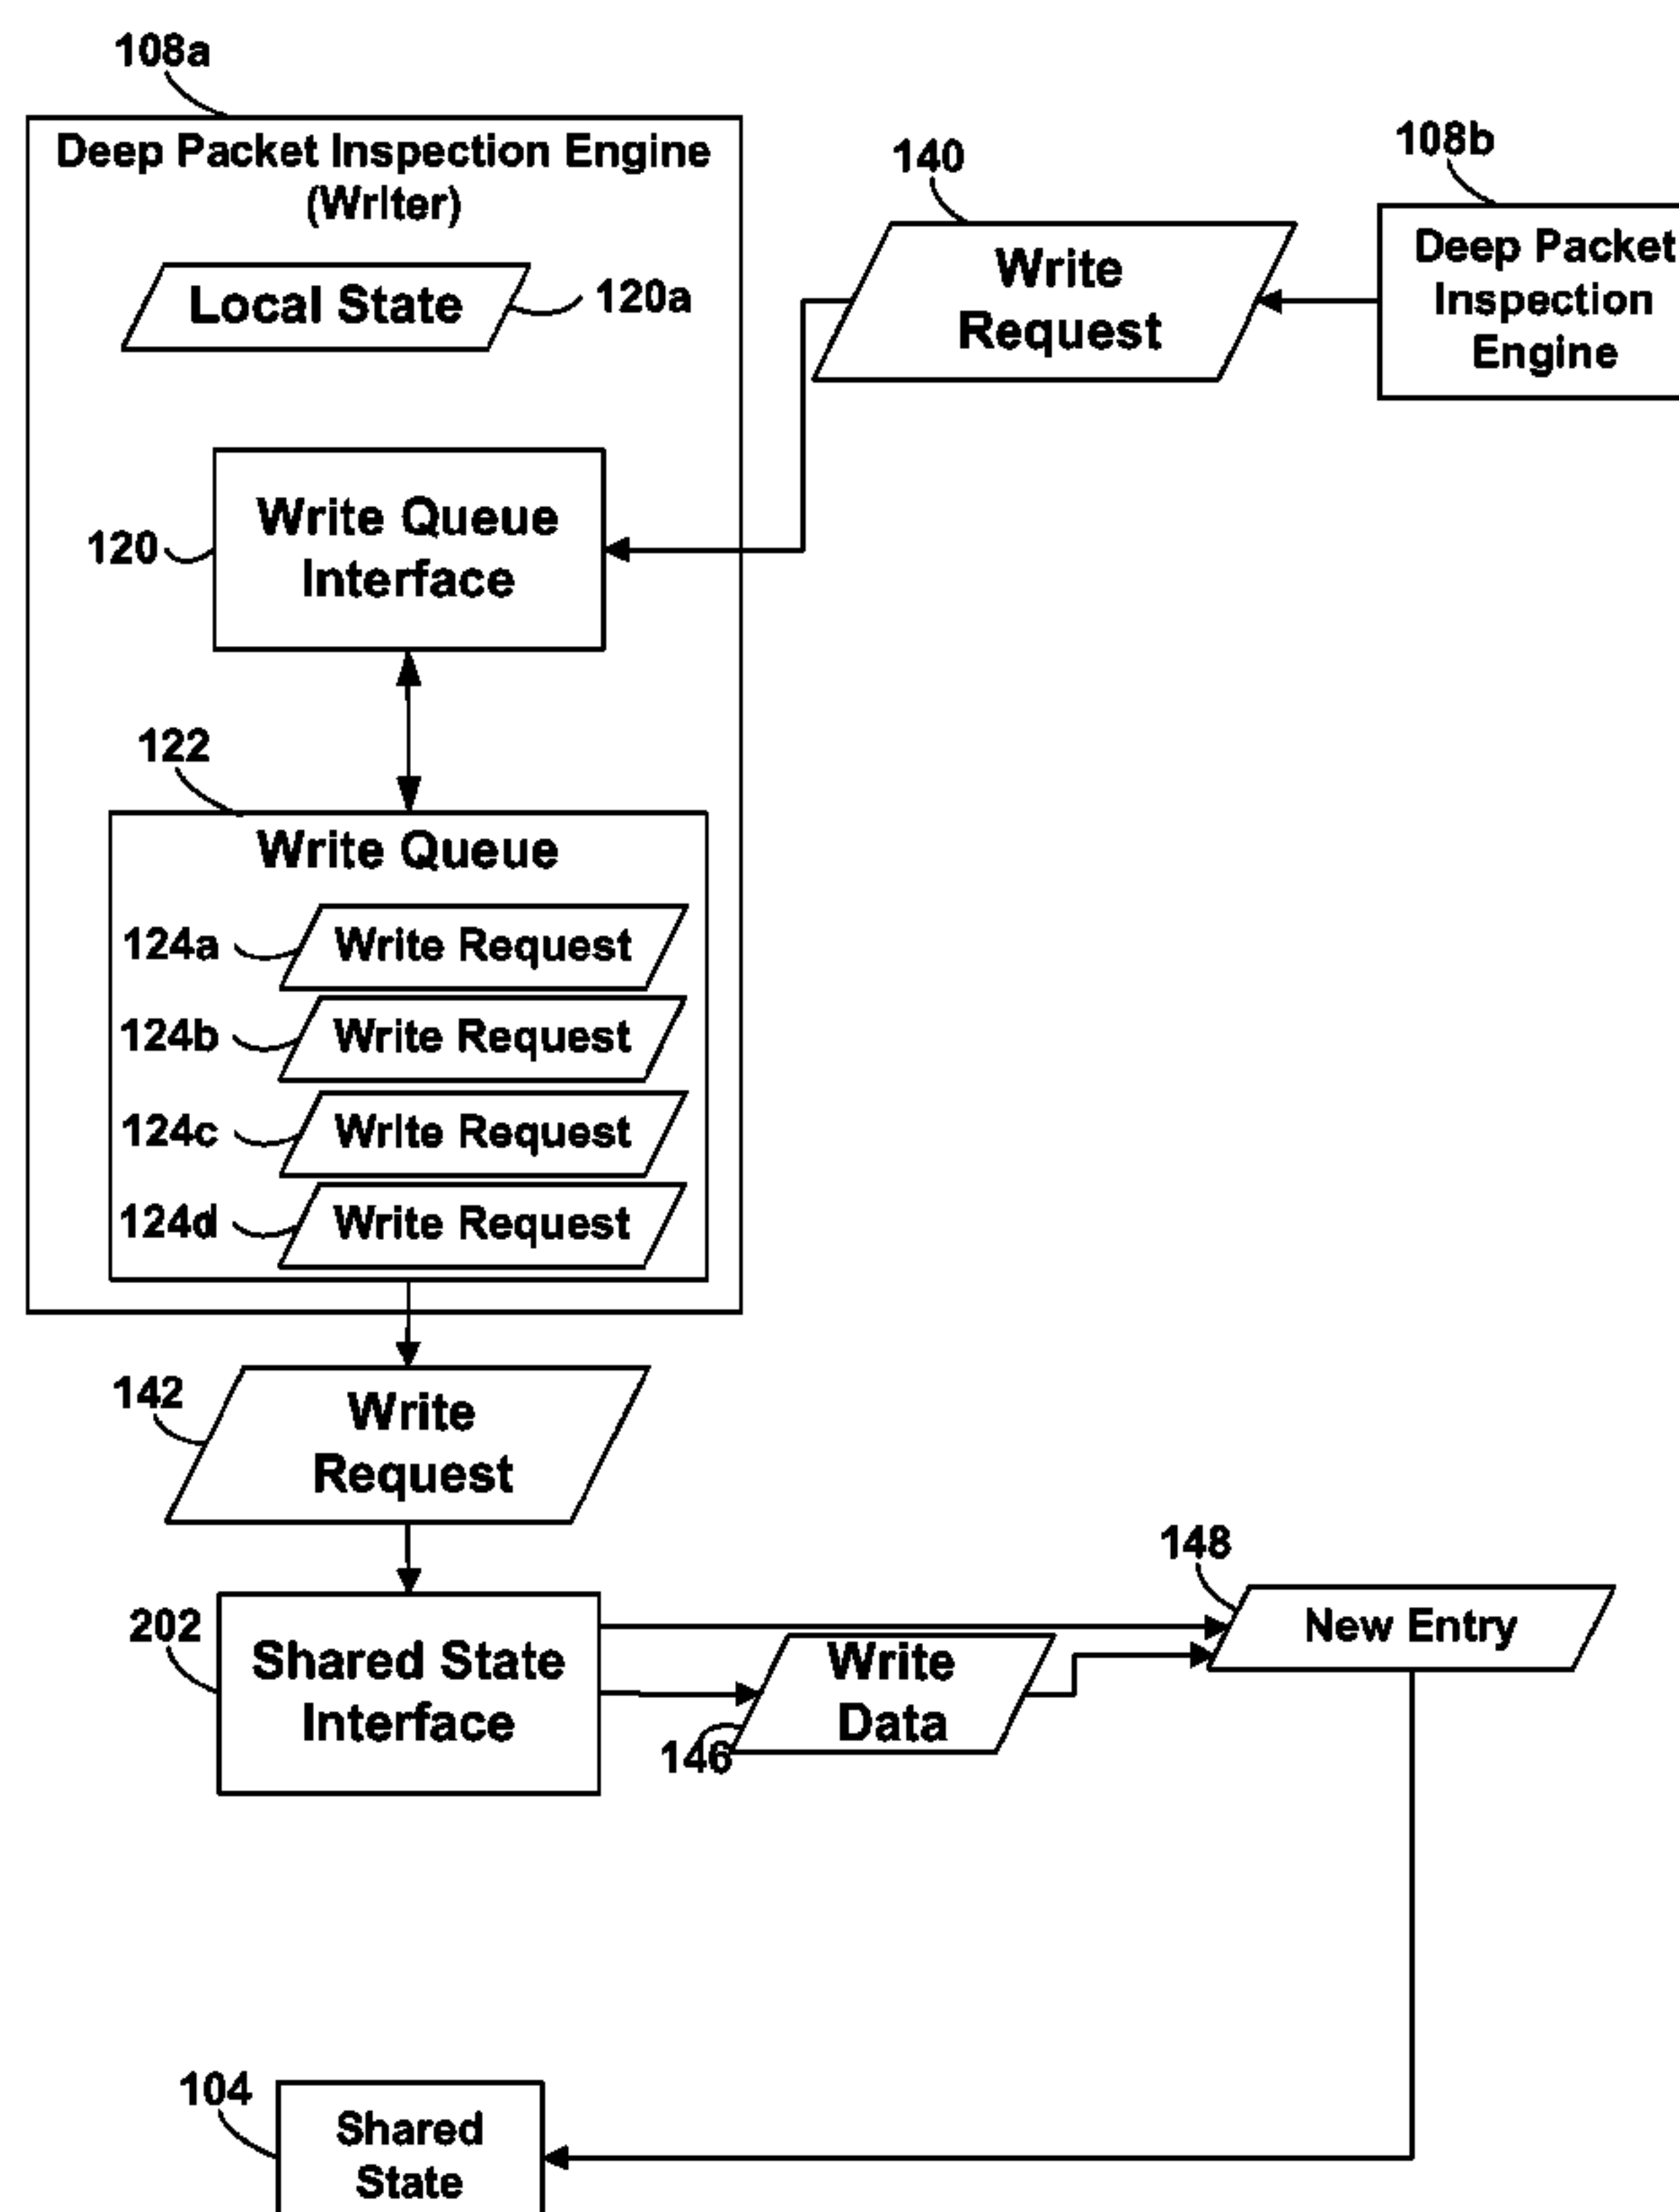 108a
Deep Packet Inspection Engine
(Writer)
Local State
120a
140
Write
Request
108b
Deep Packet
Inspection
Engine
120
Write Queue
Interface
122
Write Queue
124a
Write Request
124b
Write Request
124c
Write Request
124d
Write Request
142
Write
Request
202
Shared State
Interface
146
Write
Data
148
New Entry
104
Shared
State